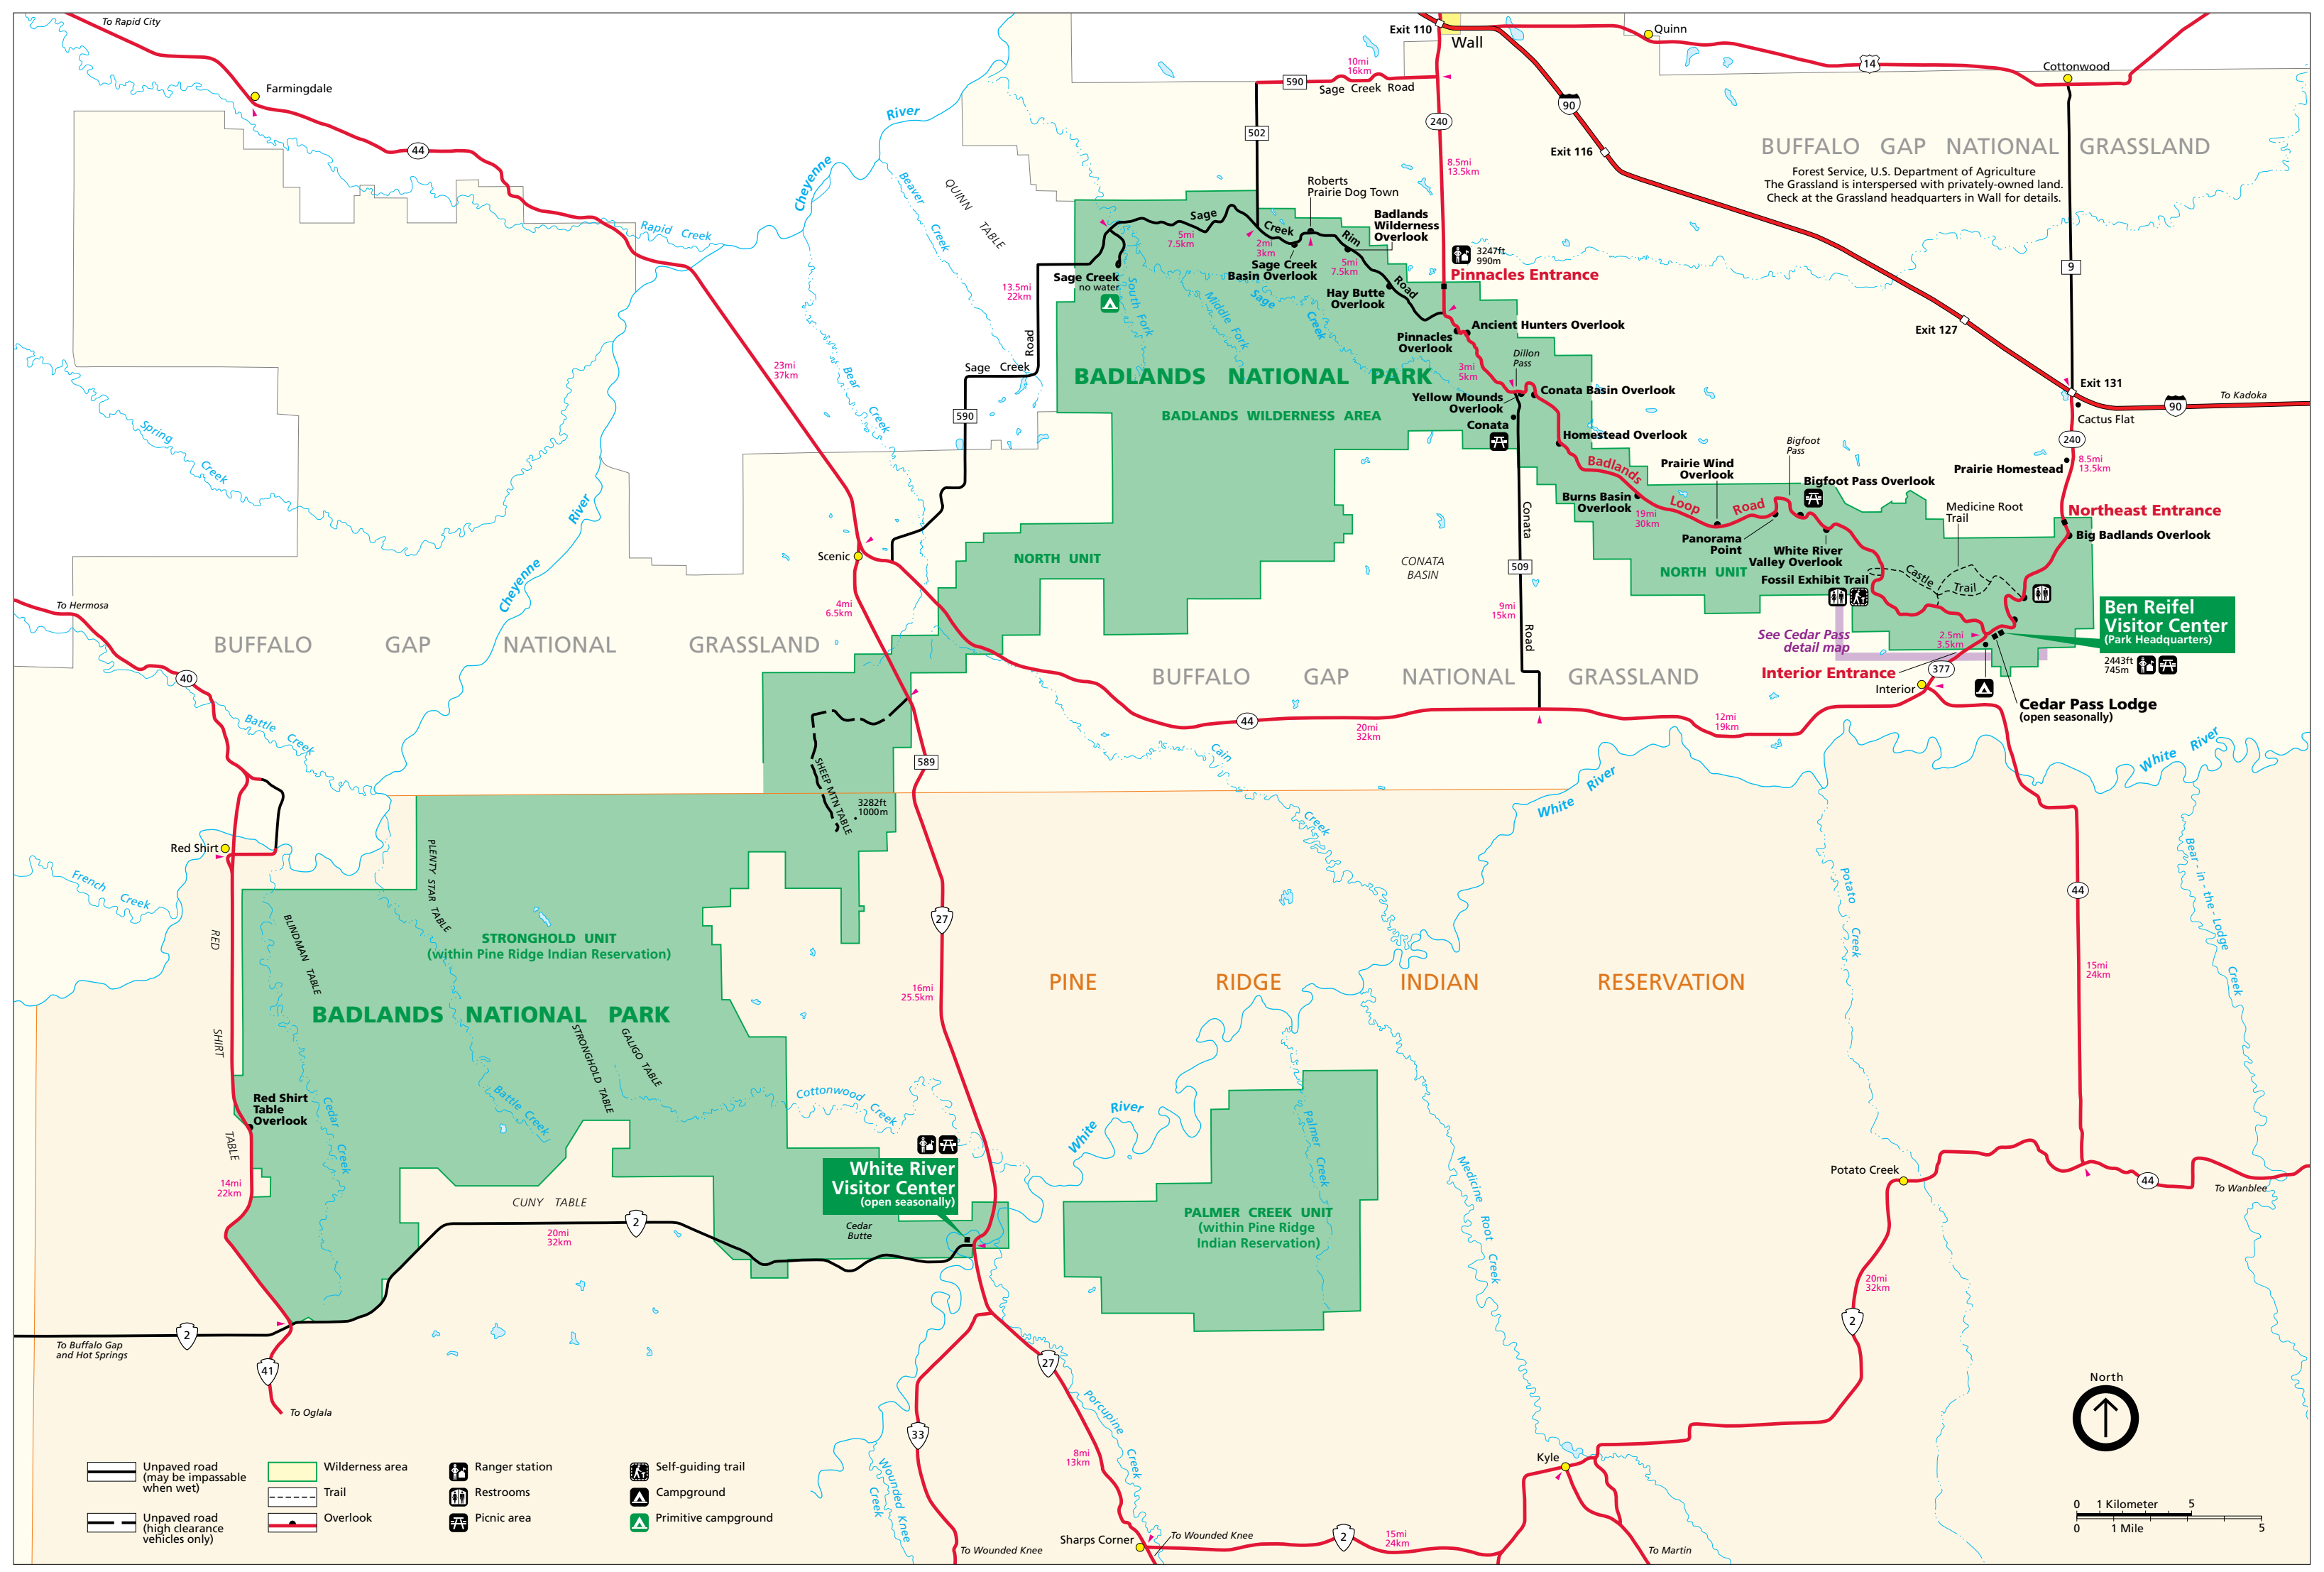 To Rapid City
Farmingdale
44
Rapid Creek
Cheyenne
River
Beaver
Creek
QUINN TABLE
Exit 110
Wall
Quinn
14
Cottonwood
10mi
16km
590
Sage Creek Road
502
240
8.5mi
13.5km
90
Exit 116
BUFFALO GAP NATIONAL GRASSLAND
Forest Service, U.S. Department of Agriculture
The Grassland is interspersed with privately-owned land.
Check at the Grassland headquarters in Wall for details.
9
Roberts
Prairie Dog Town
Badlands
Wilderness
Overlook
Sage Creek Rim Road
5mi
7.5km
2mi
3km
5mi
7.5km
Sage Creek
no water
Sage Creek
Basin Overlook
Hay Butte
Overlook
3247ft
990m
Pinnacles Entrance
13.5mi
22km
South Fork
Middle Fork
Sage
Creek
Pinnacles
Overlook
Ancient Hunters Overlook
Exit 127
Dillon
Pass
3mi
5km
23mi
37km
Sage Creek Road
Bear
Creek
590
BADLANDS NATIONAL PARK
BADLANDS WILDERNESS AREA
Yellow Mounds
Overlook
Conata Basin Overlook
Conata
Homestead Overlook
Exit 131
To Kadoka
90
Cactus Flat
240
8.5mi
13.5km
Prairie Homestead
Spring
Creek
River
Cheyenne
Badlands Loop Road
Prairie Wind
Overlook
Bigfoot
Pass
Bigfoot Pass Overlook
Burns Basin
Overlook
19mi
30km
Medicine Root
Trail
Northeast Entrance
Big Badlands Overlook
Panorama
Point
White River
Valley Overlook
Scenic
NORTH UNIT
CONATA
BASIN
Conata
Road
509
9mi
15km
NORTH UNIT
Fossil Exhibit Trail
Castle Trail
Ben Reifel
Visitor Center
(Park Headquarters)
2443ft
745m
See Cedar Pass
detail map
2.5mi
3.5km
Interior Entrance
377
Interior
Cedar Pass Lodge
(open seasonally)
To Hermosa
40
Battle Creek
4mi
6.5km
BUFFALO GAP NATIONAL GRASSLAND
BUFFALO GAP NATIONAL GRASSLAND
44
20mi
32km
12mi
19km
589
SHEEP MTN TABLE
3282ft
1000m
Cain
Creek
White River
White River
Red Shirt
French Creek
PLENTY STAR TABLE
BLINDMAN TABLE
RED
SHIRT
TABLE
STRONGHOLD UNIT
(within Pine Ridge Indian Reservation)
BADLANDS NATIONAL PARK
27
16mi
25.5km
PINE RIDGE INDIAN RESERVATION
Potato
Creek
44
15mi
24km
Bear-in-the-Lodge
Creek
STRONGHOLD TABLE
GALIGO TABLE
Red Shirt
Table
Overlook
Cedar
Creek
Battle Creek
Cottonwood
Creek
White
River
Palmer
Creek
Medicine Root Creek
White River
Visitor Center
(open seasonally)
14mi
22km
CUNY TABLE
2
20mi
32km
Cedar
Butte
PALMER CREEK UNIT
(within Pine Ridge
Indian Reservation)
Potato Creek
44
To Wanblee
20mi
32km
2
2
To Buffalo Gap
and Hot Springs
41
To Oglala
27
33
Porcupine
Creek
8mi
13km
Wounded Knee
Creek
To Wounded Knee
Sharps Corner
To Wounded Knee
2
15mi
24km
Kyle
To Martin
North
Unpaved road
(may be impassable
when wet)
Unpaved road
(high clearance
vehicles only)
Wilderness area
Trail
Overlook
Ranger station
Restrooms
Picnic area
Self-guiding trail
Campground
Primitive campground
0 1 Kilometer 5
0 1 Mile 5